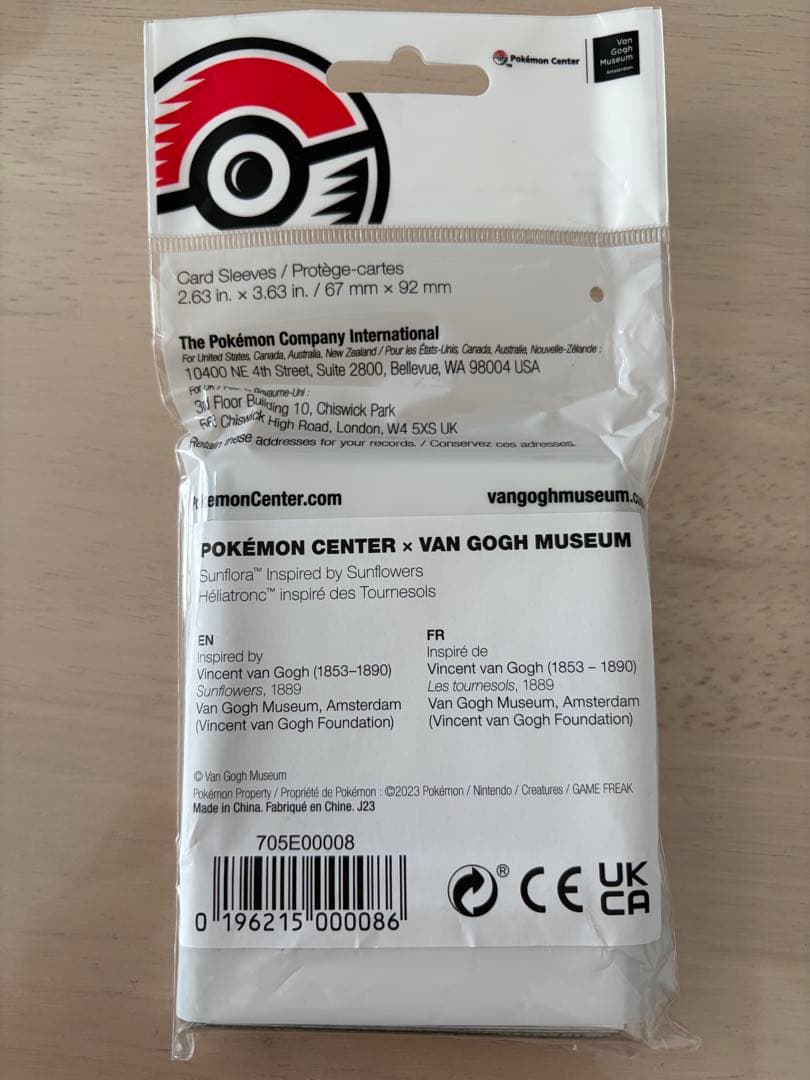 Pokémon Center
™
Van
Gogh
Museum
Amsterdam
Card Sleeves / Protège-cartes
2.63 in. × 3.63 in. / 67 mm × 92 mm
The Pokémon Company International
For United States, Canada, Australia, New Zealand / Pour les États-Unis, Canada, Australie, Nouvelle-Zélande :
10400 NE 4th Street, Suite 2800, Bellevue, WA 98004 USA
For Royaume-Uni :
Floor Building 10, Chiswick Park
Chiswick High Road, London, W4 5XS UK
Retain these addresses for your records. / Conservez ces adresses.
kemonCenter.com
vangoghmuseum.c
POKÉMON CENTER × VAN GOGH MUSEUM
Sunflora™ Inspired by Sunflowers
Héliatronc™ inspiré des Tournesols
EN
Inspired by
Vincent van Gogh (1853–1890)
Sunflowers, 1889
Van Gogh Museum, Amsterdam
(Vincent van Gogh Foundation)
FR
Inspiré de
Vincent van Gogh (1853 – 1890)
Les tournesols, 1889
Van Gogh Museum, Amsterdam
(Vincent van Gogh Foundation)
© Van Gogh Museum
Pokémon Property / Propriété de Pokémon : ©2023 Pokémon / Nintendo / Creatures / GAME FREAK
Made in China. Fabriqué en Chine. J23
705E00008
0 196215 000086
® CE UK
CA